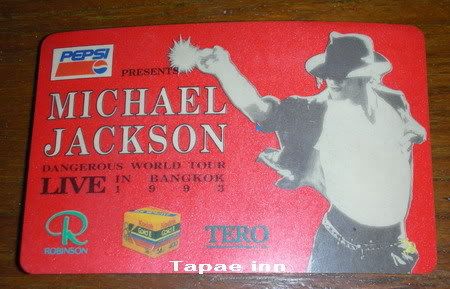 PEPSI
PRESENTS
MICHAEL
JACKSON
DANGEROUS WORLD TOUR
LIVE IN BANGKOK
1993
R
ROBINSON
TERO
Tapae inn